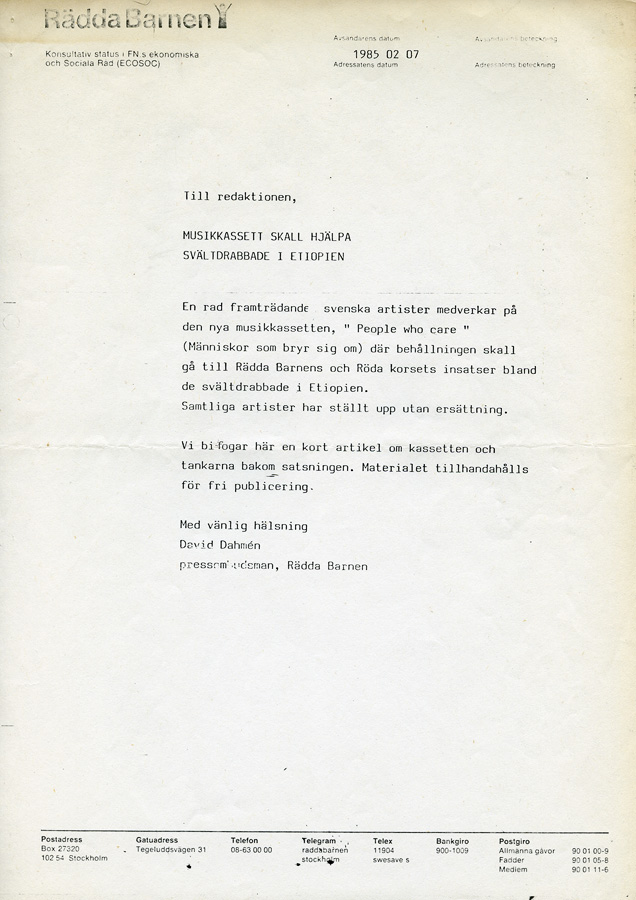 Rädda Barnen
Konsultativ status i FN:s ekonomiska
och Sociala Råd (ECOSOC)
Avsändarens datum
Avsändarens beteckning
1985 02 07
Adressatens datum
Adressatens beteckning
Till redaktionen,
MUSIKKASSETT SKALL HJÄLPA
SVÄLTDRABBADE I ETIOPIEN
En rad framträdande svenska artister medverkar på
den nya musikkassetten, " People who care "
(Människor som bryr sig om) där behållningen skall
gå till Rädda Barnens och Röda korsets insatser bland
de svältdrabbade i Etiopien.
Samtliga artister har ställt upp utan ersättning.
Vi bifogar här en kort artikel om kassetten och
tankarna bakom satsningen. Materialet tillhandahålls
för fri publicering.
Med vänlig hälsning
David Dahmén
pressombudsman, Rädda Barnen
Postadress
Box 27320
102 54 Stockholm
Gatuadress
Tegeluddsvägen 31
Telefon
08-63 00 00
Telegram
räddabarnen
stockholm
Telex
11904
swesave s
Bankgiro
900-1009
Postgiro
Allmänna gåvor 90 01 00-9
Fadder 90 01 05-8
Medlem 90 01 11-6